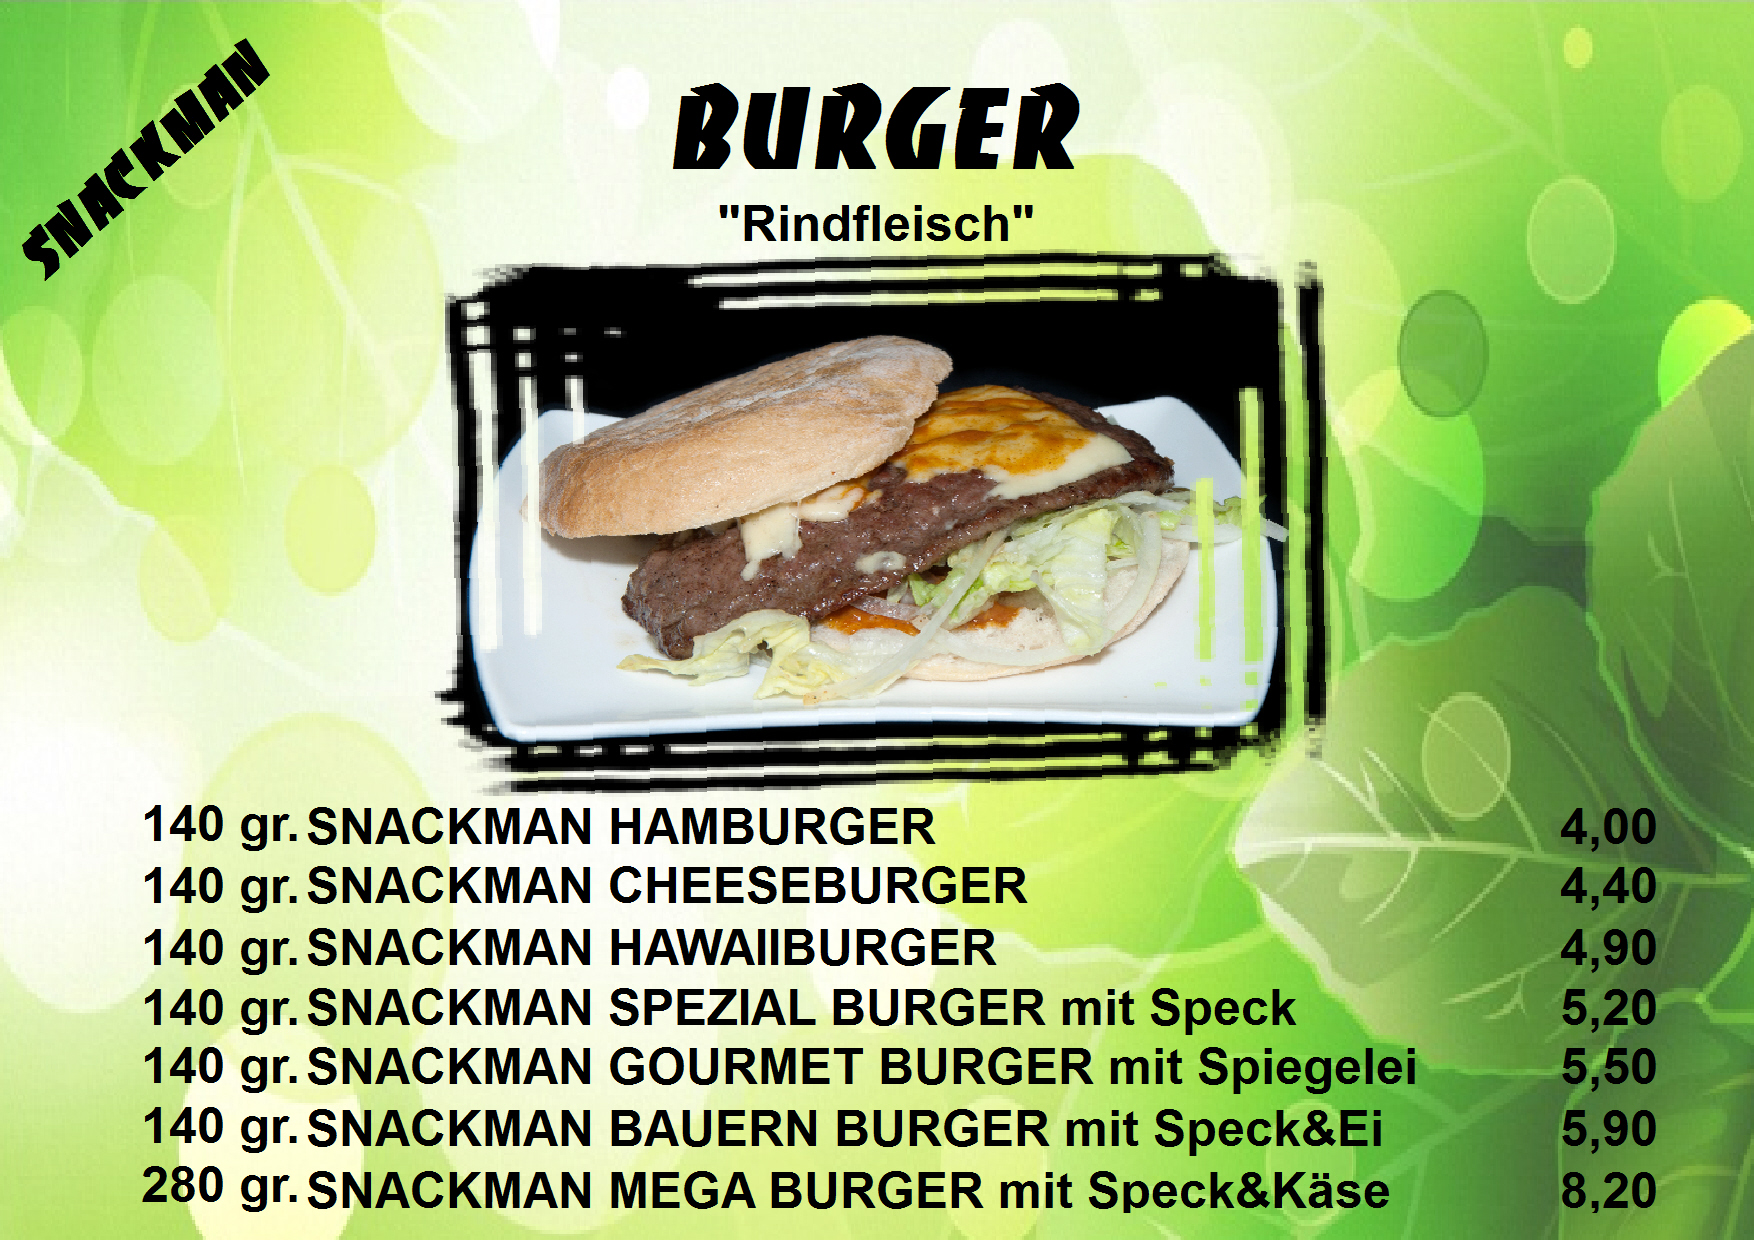 SNACKMAN
BURGER
"Rindfleisch"
140 gr. SNACKMAN HAMBURGER 4,00
140 gr. SNACKMAN CHEESEBURGER 4,40
140 gr. SNACKMAN HAWAIIBURGER 4,90
140 gr. SNACKMAN SPEZIAL BURGER mit Speck 5,20
140 gr. SNACKMAN GOURMET BURGER mit Spiegelei 5,50
140 gr. SNACKMAN BAUERN BURGER mit Speck&Ei 5,90
280 gr. SNACKMAN MEGA BURGER mit Speck&Käse 8,20